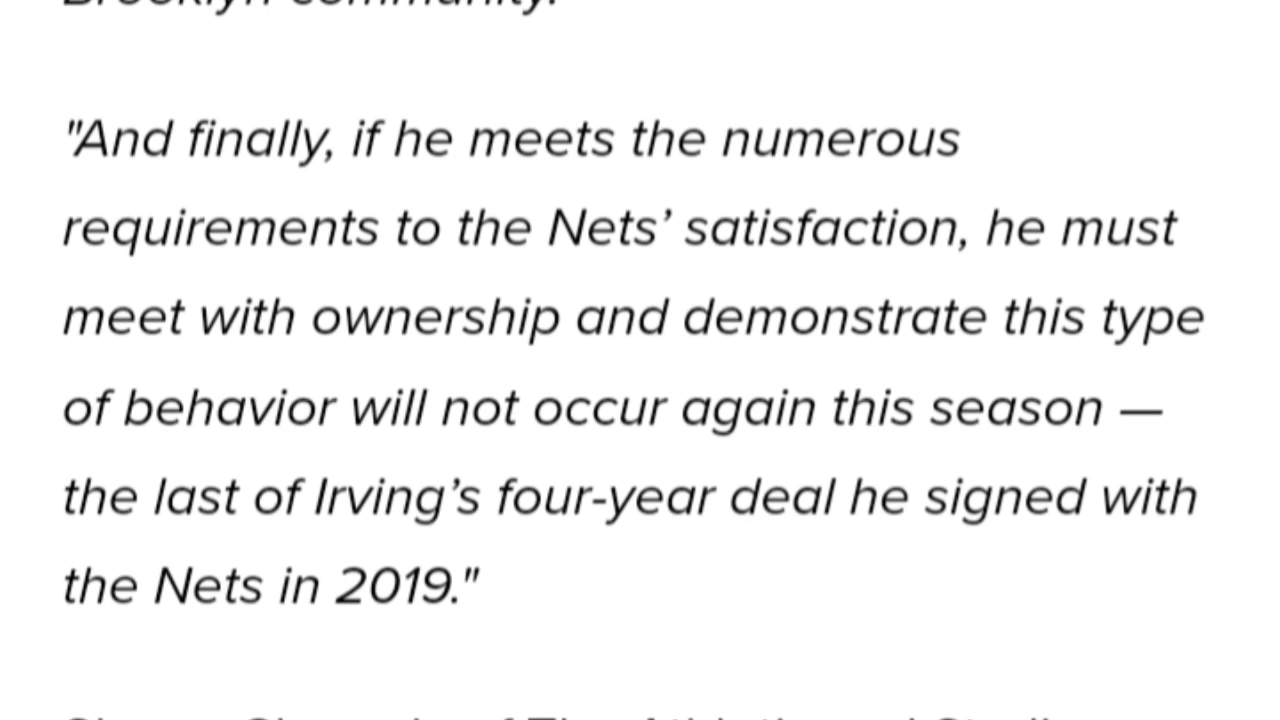 Brooklyn community.
"And finally, if he meets the numerous
requirements to the Nets’ satisfaction, he must
meet with ownership and demonstrate this type
of behavior will not occur again this season —
the last of Irving’s four-year deal he signed with
the Nets in 2019."